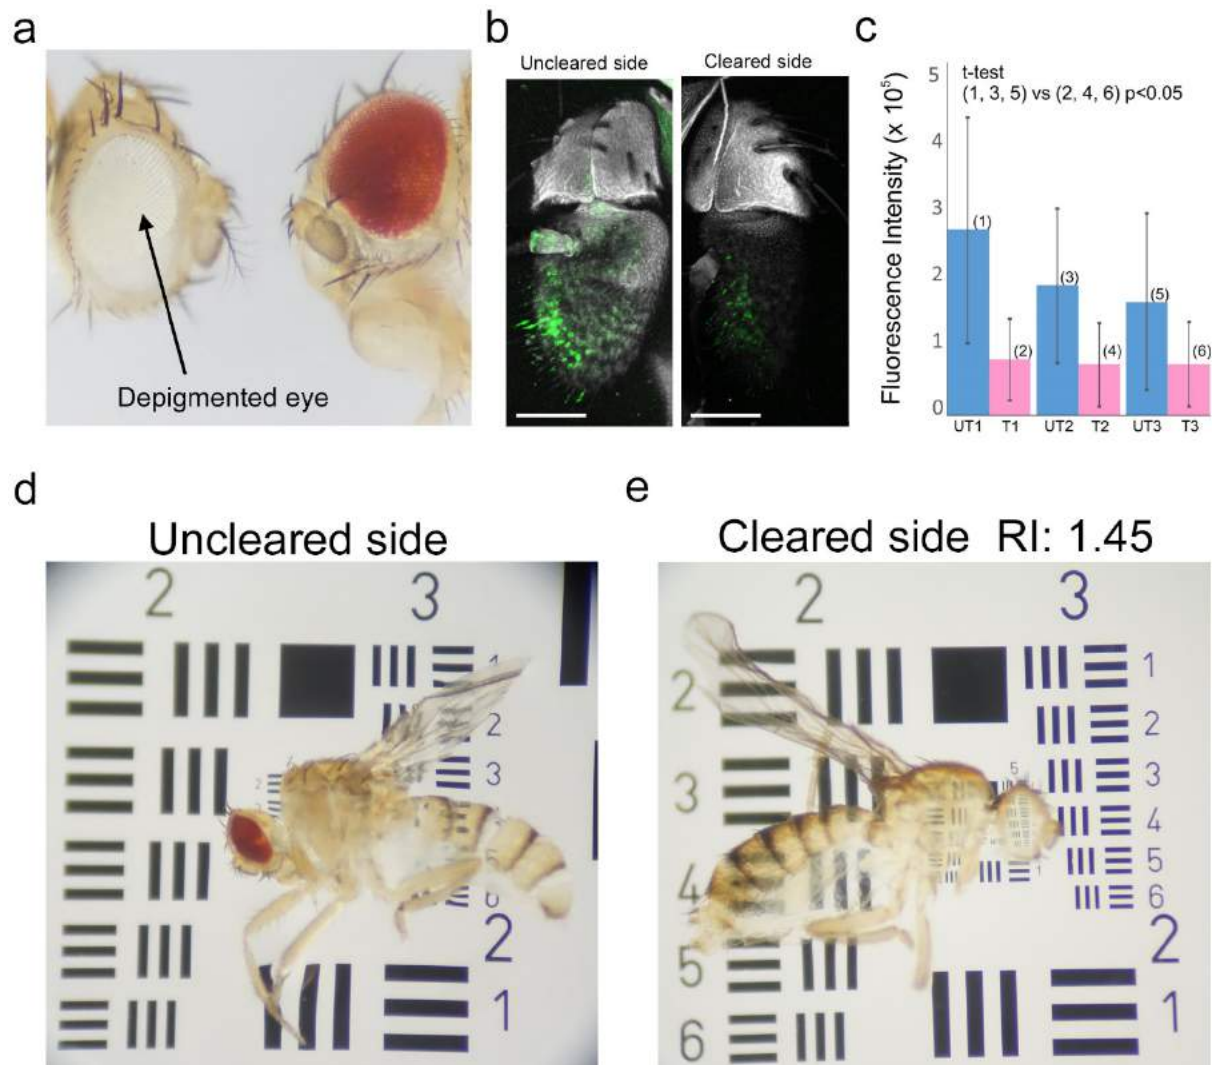 a
Depigmented eye
b
Uncleared side
Cleared side
c
Fluorescence Intensity (x 10⁵)
5
4
3
2
1
0
t-test
(1, 3, 5) vs (2, 4, 6) p<0.05
(1)
(2)
(3)
(4)
(5)
(6)
UT1 T1 UT2 T2 UT3 T3
d
Uncleared side
2 3
1
2
3
6
2
1
e
Cleared side RI: 1.45
2 3
2
3
4
5
6
1
2
3
4
5
6
5
1
2
1